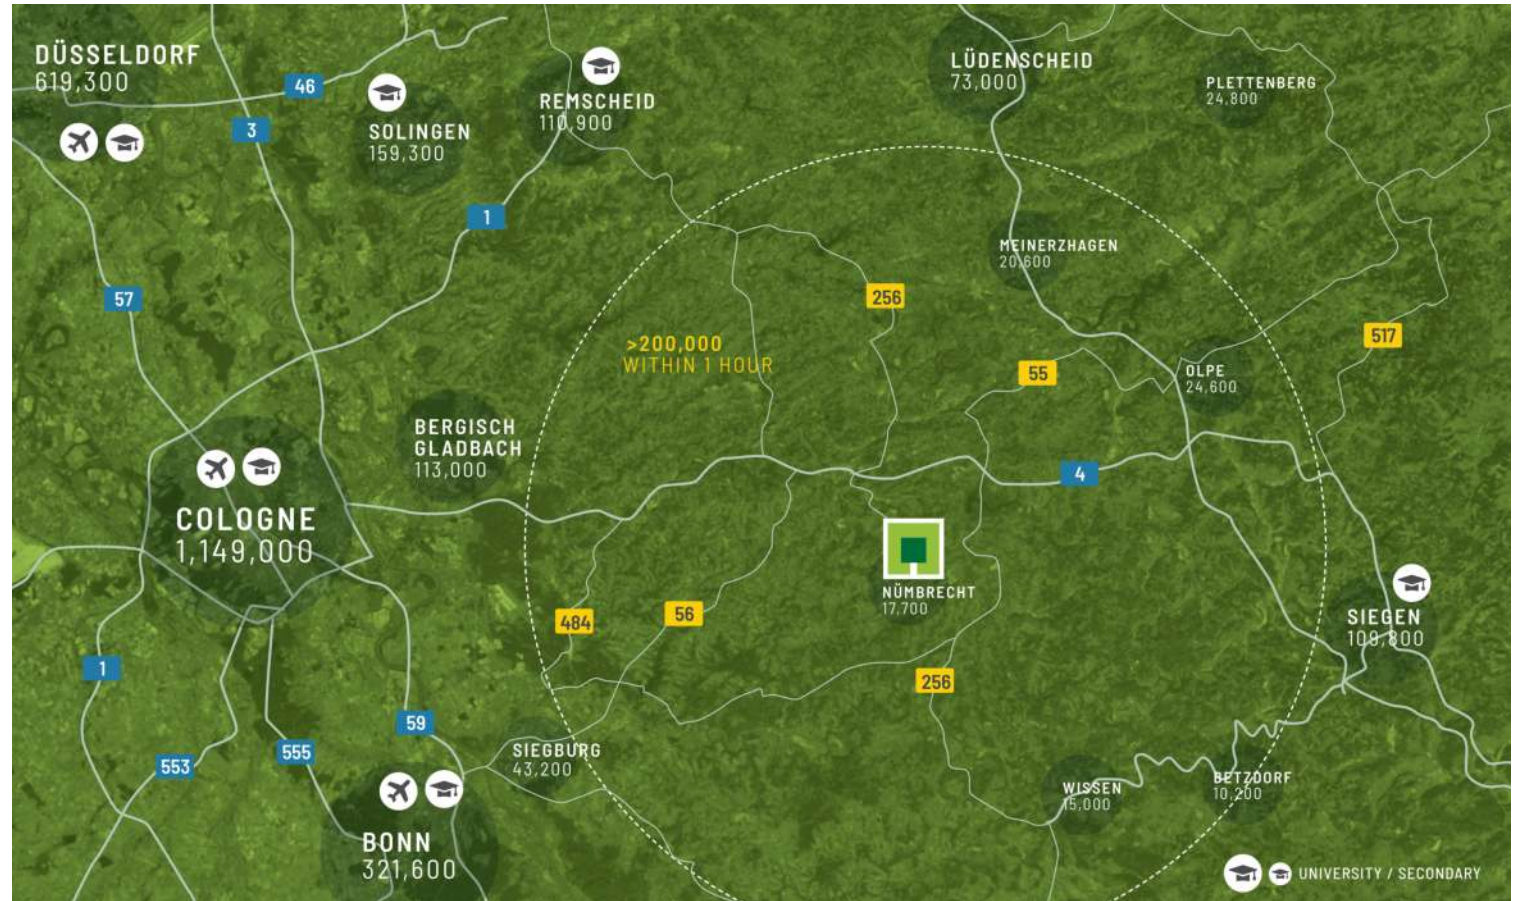 DÜSSELDORF
619,300
46
3
SOLINGEN
159,300
REMSCHEID
110,900
1
LÜDENSCHEID
73,000
PLETTENBERG
24,800
MEINERZHAGEN
20,600
57
256
>200,000
WITHIN 1 HOUR
517
55
OLPE
24,600
BERGISCH
GLADBACH
113,000
4
COLOGNE
1,149,000
NÜMBRECHT
17,700
484
56
SIEGEN
109,800
1
256
59
553
555
SIEGBURG
43,200
WISSEN
15,000
BETZDORF
10,200
BONN
321,600
UNIVERSITY / SECONDARY